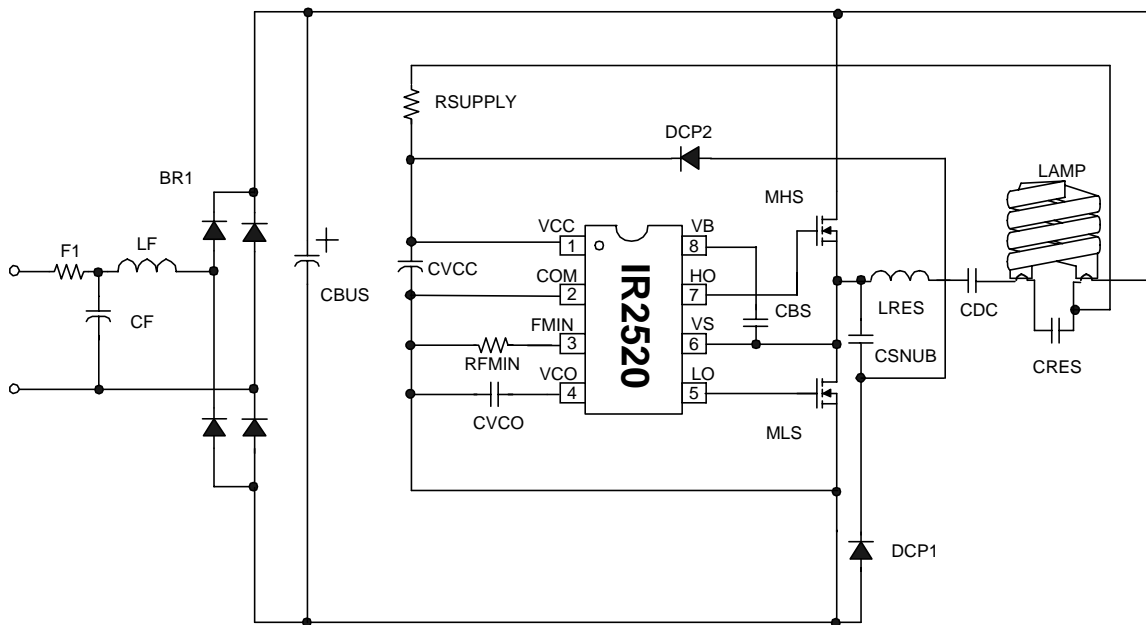 RSUPPLY
DCP2
BR1
LAMP
MHS
F1
LF
VCC
VB
1
8
CVCC
COM
HO
2
7
IR2520
CBUS
CF
CBS
LRES
CDC
FMIN
VS
3
6
RFMIN
CSNUB
CRES
VCO
LO
4
5
CVCO
MLS
DCP1